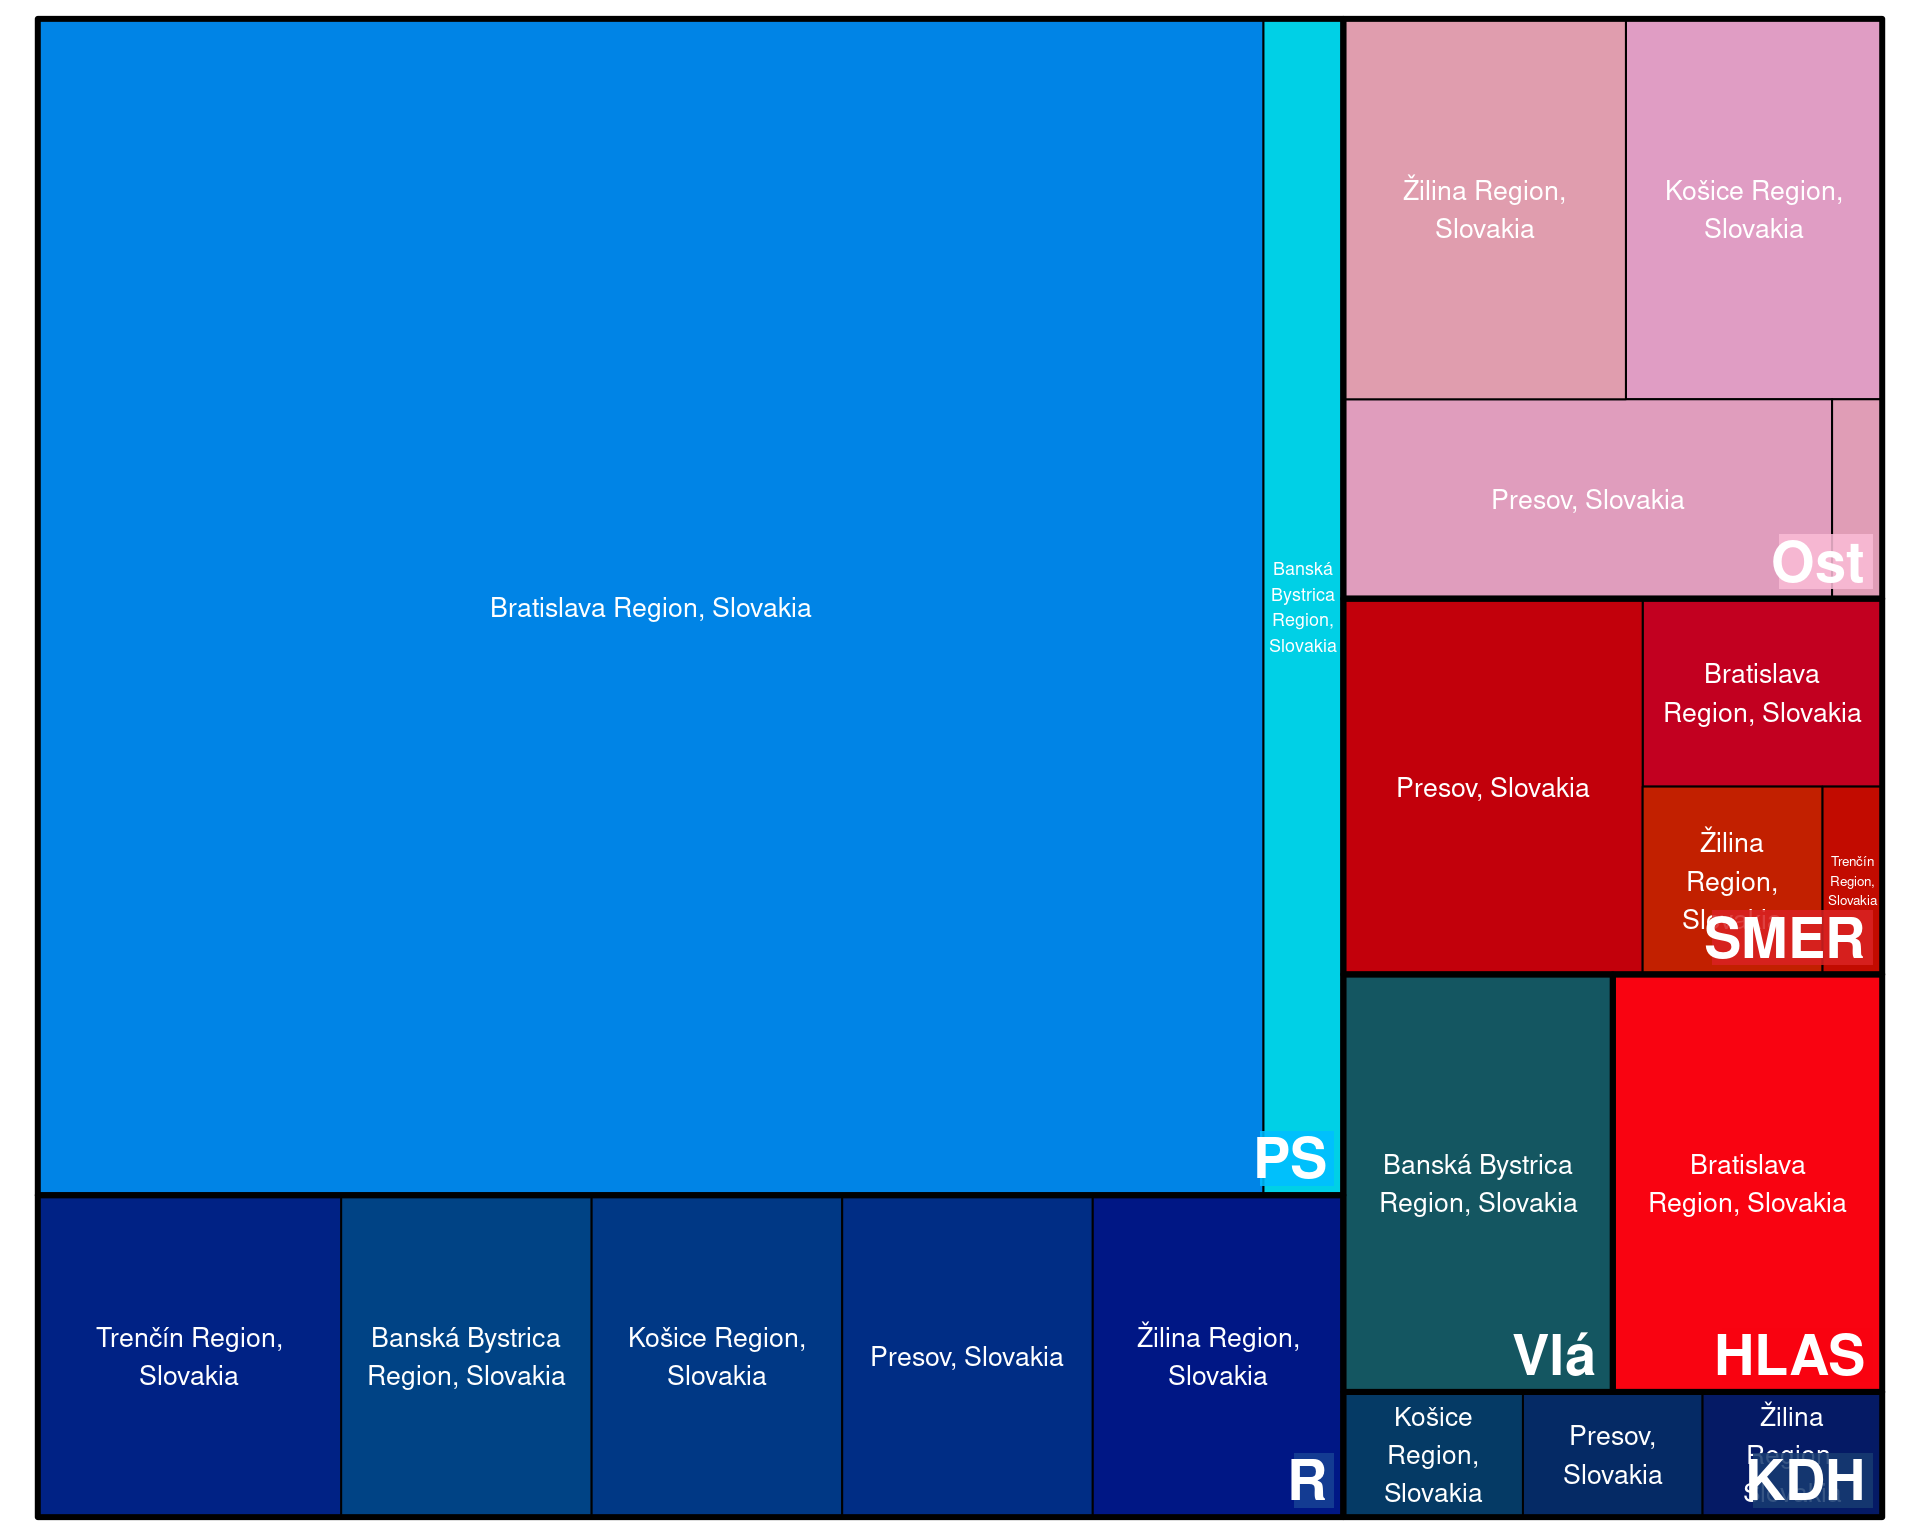 Bratislava Region, Slovakia
Banská
Bystrica
Region,
Slovakia
PS
Trenčín Region,
Slovakia
Banská Bystrica
Region, Slovakia
Košice Region,
Slovakia
Presov, Slovakia
Žilina Region,
Slovakia
R
Žilina Region,
Slovakia
Košice Region,
Slovakia
Presov, Slovakia
Ost
Presov, Slovakia
Bratislava
Region, Slovakia
Žilina
Region,
Slovakia
Trenčín
Region,
Slovakia
SMER
Banská Bystrica
Region, Slovakia
Vlá
Bratislava
Region, Slovakia
HLAS
Košice
Region,
Slovakia
Presov,
Slovakia
Žilina
Region,
Slovakia
KDH